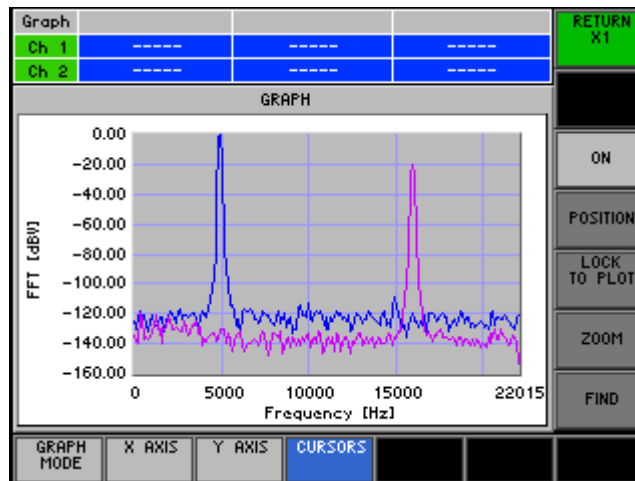 Graph
Ch 1 ----- ----- -----
Ch 2 ----- ----- -----
RETURN
X1
GRAPH
0.00
-20.00
-40.00
-60.00
-80.00
-100.00
-120.00
-140.00
-160.00
FFT [dBV]
0 5000 10000 15000 22015
Frequency [Hz]
ON
POSITION
LOCK
TO PLOT
ZOOM
FIND
GRAPH
MODE
X AXIS
Y AXIS
CURSORS